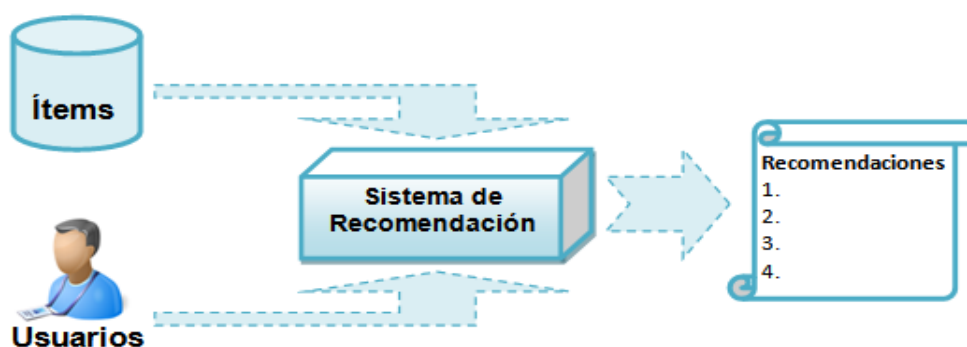 Ítems
Usuarios
Sistema de
Recomendación
Recomendaciones
1.
2.
3.
4.